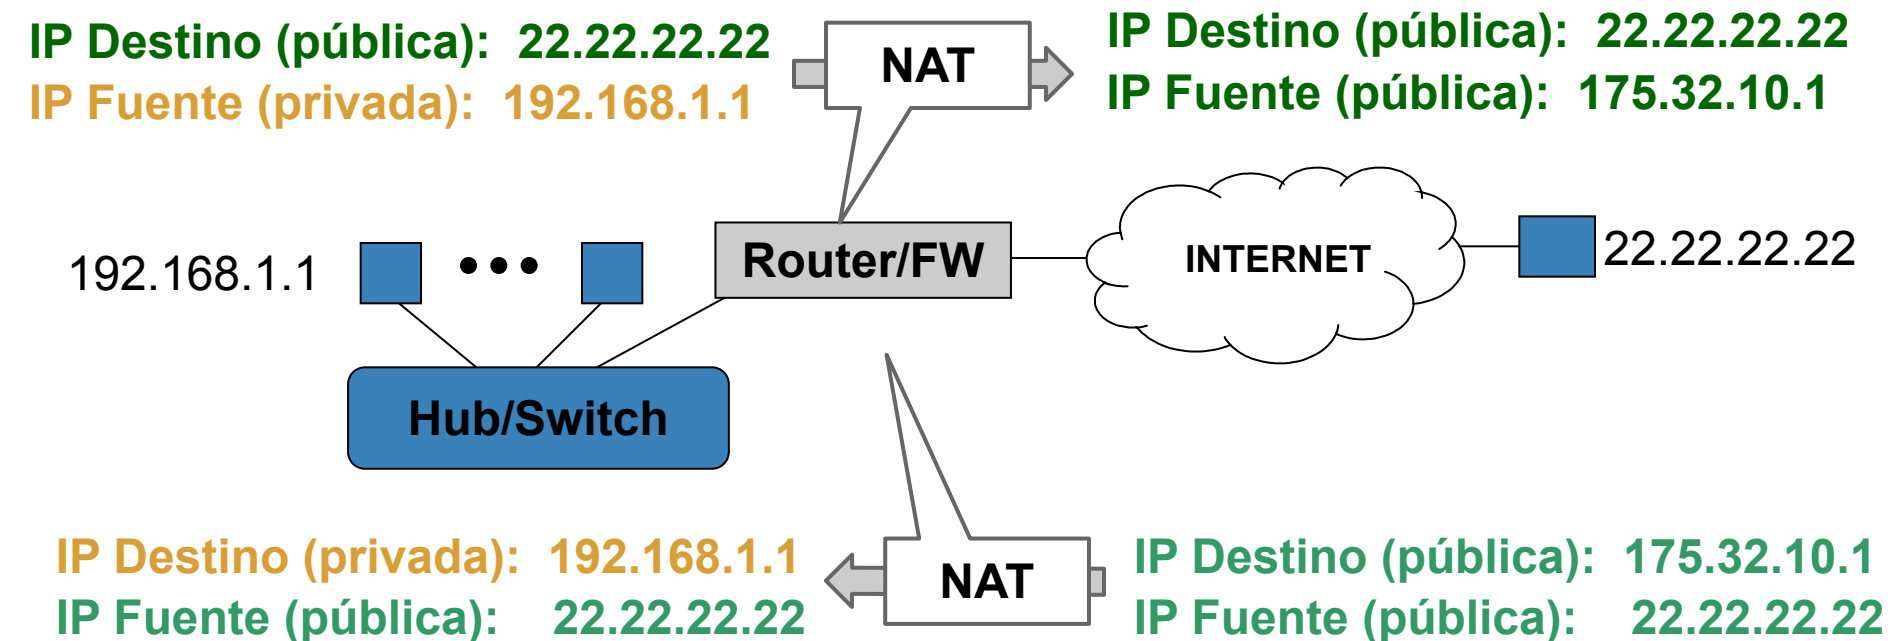 IP Destino (pública): 22.22.22.22
IP Fuente (privada): 192.168.1.1
NAT
IP Destino (pública): 22.22.22.22
IP Fuente (pública): 175.32.10.1
192.168.1.1
Router/FW
INTERNET
22.22.22.22
Hub/Switch
IP Destino (privada): 192.168.1.1
IP Fuente (pública): 22.22.22.22
NAT
IP Destino (pública): 175.32.10.1
IP Fuente (pública): 22.22.22.22